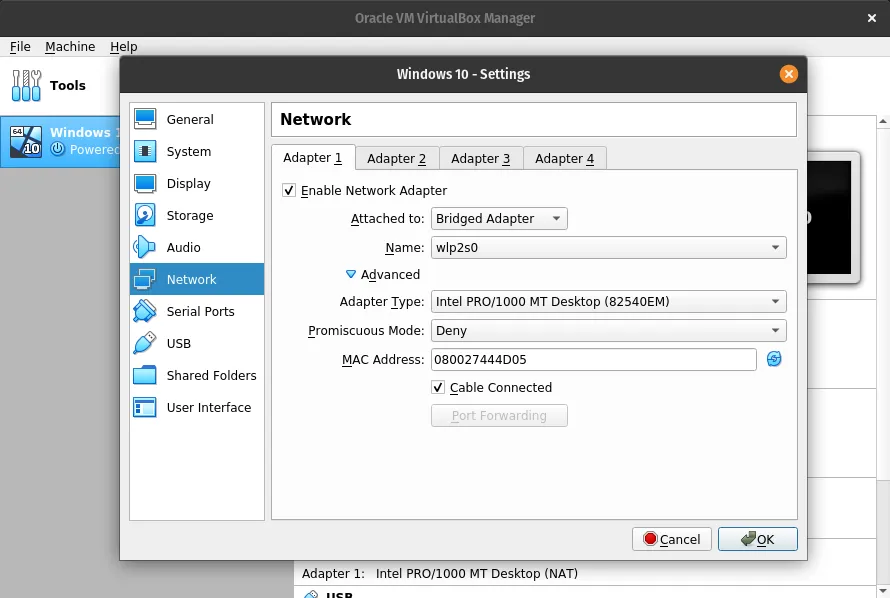 Oracle VM VirtualBox Manager
File Machine Help
Tools
Windows 10 - Settings
64
10
Windows 1
Powered
General
System
Display
Storage
Audio
Network
Serial Ports
USB
Shared Folders
User Interface
Network
Adapter 1 Adapter 2 Adapter 3 Adapter 4
Enable Network Adapter
Attached to: Bridged Adapter
Name: wlp2s0
Advanced
Adapter Type: Intel PRO/1000 MT Desktop (82540EM)
Promiscuous Mode: Deny
MAC Address: 080027444D05
Cable Connected
Port Forwarding
Cancel OK
Adapter 1: Intel PRO/1000 MT Desktop (NAT)
USB